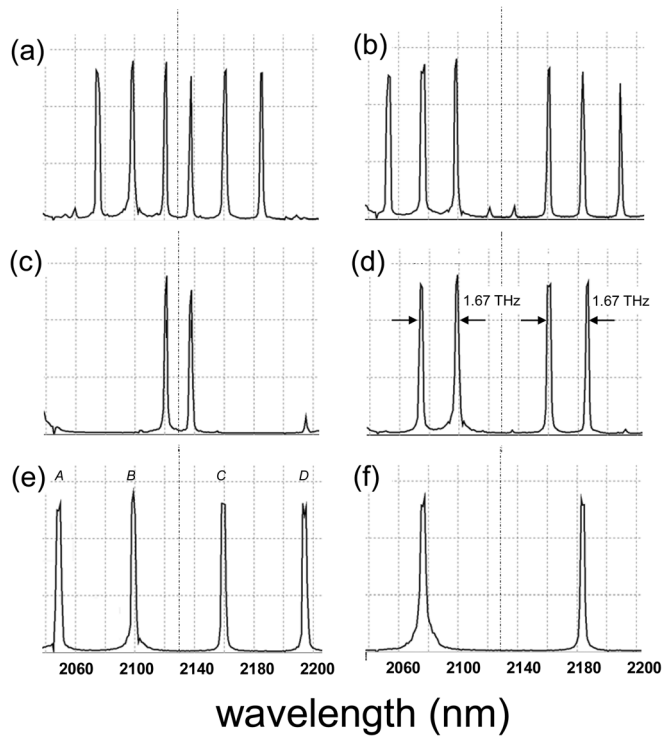 (a)
(b)
(c)
(d)
1.67 THz
1.67 THz
(e)
A
B
C
D
(f)
2060 2100 2140 2180 2200
2060 2100 2140 2180 2200
wavelength (nm)